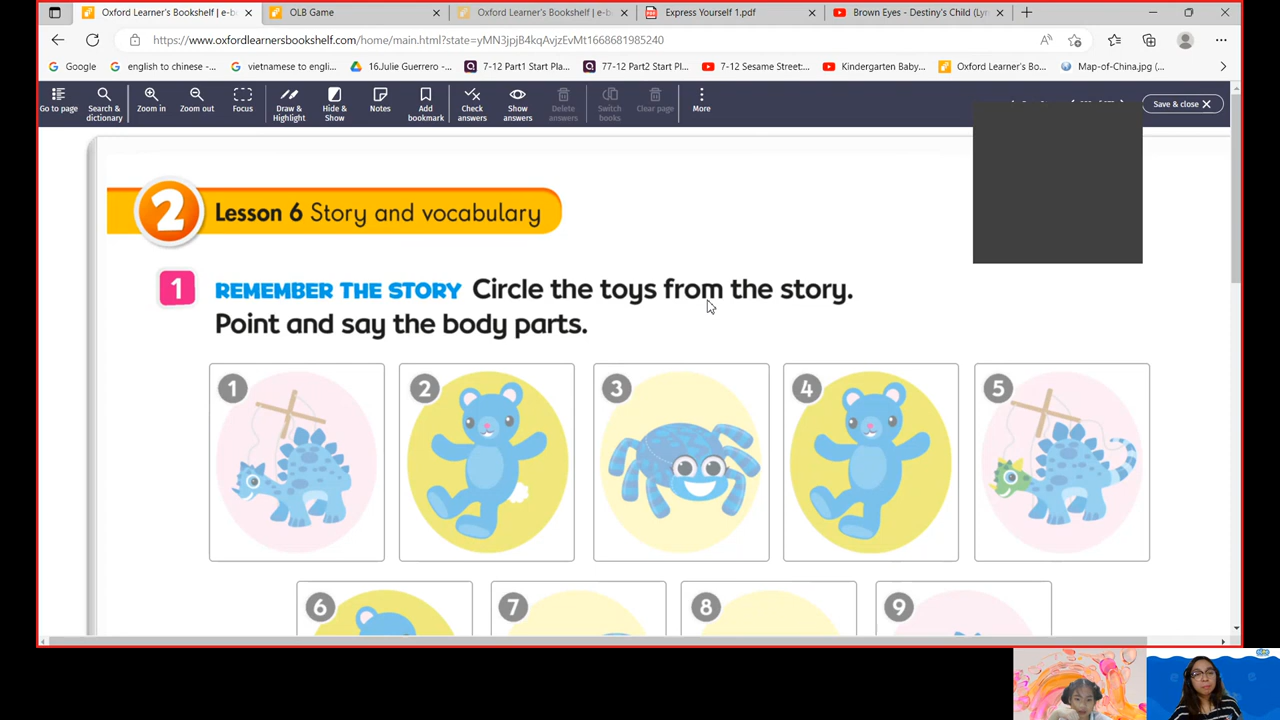 Oxford Learner's Bookshelf | e-b
OLB Game
Oxford Learner's Bookshelf | e-b
Express Yourself 1.pdf
Brown Eyes - Destiny's Child (Lyri
https://www.oxfordlearnersbookshelf.com/home/main.html?state=yMN3jpjB4kqAvjzEvMt1668681985240
Google
english to chinese -...
vietnamese to engli...
16.Julie Guerrero -...
7-12 Part1 Start Pla...
77-12 Part2 Start Pl...
7-12 Sesame Street:...
Kindergarten Baby...
Oxford Learner's Bo...
Map-of-China.jpg (...
Go to page
Search & dictionary
Zoom in
Zoom out
Focus
Draw & Highlight
Hide & Show
Notes
Add bookmark
Check answers
Show answers
Delete answers
Switch books
Clear page
More
Save & close
2 Lesson 6 Story and vocabulary
1 REMEMBER THE STORY Circle the toys from the story.
Point and say the body parts.
1 2 3 4 5
6 7 8 9